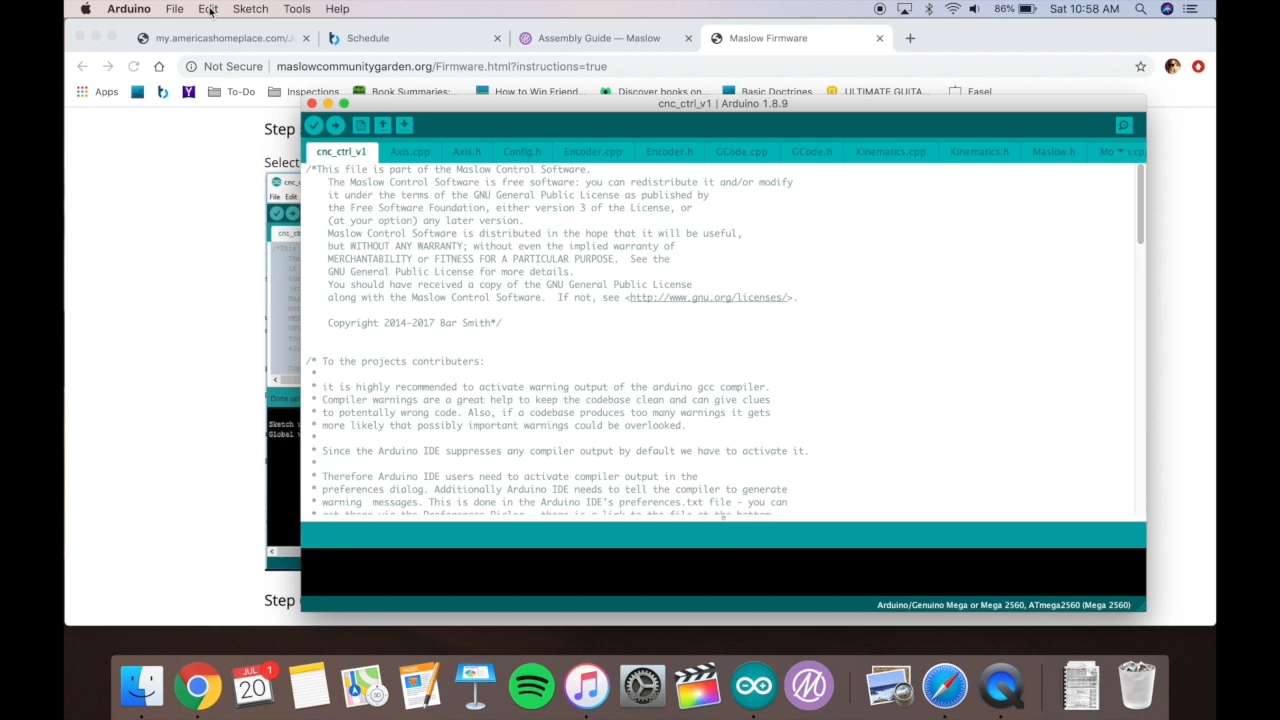 Arduino File Edit Sketch Tools Help 86% Sat 10:58 AM
my.americashomeplace.com/ Schedule Assembly Guide — Maslow Maslow Firmware
Not Secure maslowcommunitygarden.org/Firmware.html?instructions=true
Apps To-Do Inspections Book Summaries: How to Win Friend... Discover books on... Basic Doctrines ULTIMATE GUITA... Easel
cnc_ctrl_v1 | Arduino 1.8.9
Step
Select
File Edit
cnc_ctrl_v1 Axis.cpp Axis.h Config.h Encoder.cpp Encoder.h GCode.cpp GCode.h Kinematics.cpp Kinematics.h Maslow.h Mo
/*This file is part of the Maslow Control Software.
The Maslow Control Software is free software: you can redistribute it and/or modify
it under the terms of the GNU General Public License as published by
the Free Software Foundation, either version 3 of the License, or
(at your option) any later version.
Maslow Control Software is distributed in the hope that it will be useful,
but WITHOUT ANY WARRANTY; without even the implied warranty of
MERCHANTABILITY or FITNESS FOR A PARTICULAR PURPOSE. See the
GNU General Public License for more details.
You should have received a copy of the GNU General Public License
along with the Maslow Control Software. If not, see <http://www.gnu.org/licenses/>.
Copyright 2014-2017 Bar Smith*/
/* To the projects contributers:
*
* it is highly recommended to activate warning output of the arduino gcc compiler.
* Compiler warnings are a great help to keep the codebase clean and can give clues
* to potentally wrong code. Also, if a codebase produces too many warnings it gets
* more likely that possibly important warnings could be overlooked.
*
* Since the Arduino IDE suppresses any compiler output by default we have to activate it.
*
* Therefore Arduino IDE users need to activate compiler output in the
* preferences dialog. Additionally Arduino IDE needs to tell the compiler to generate
* warning messages. This is done in the Arduino IDE's preferences.txt file - you can
Done up
Sketch u
Global v
Step
Arduino/Genuino Mega or Mega 2560, ATmega2560 (Mega 2560)
JUL 1
20